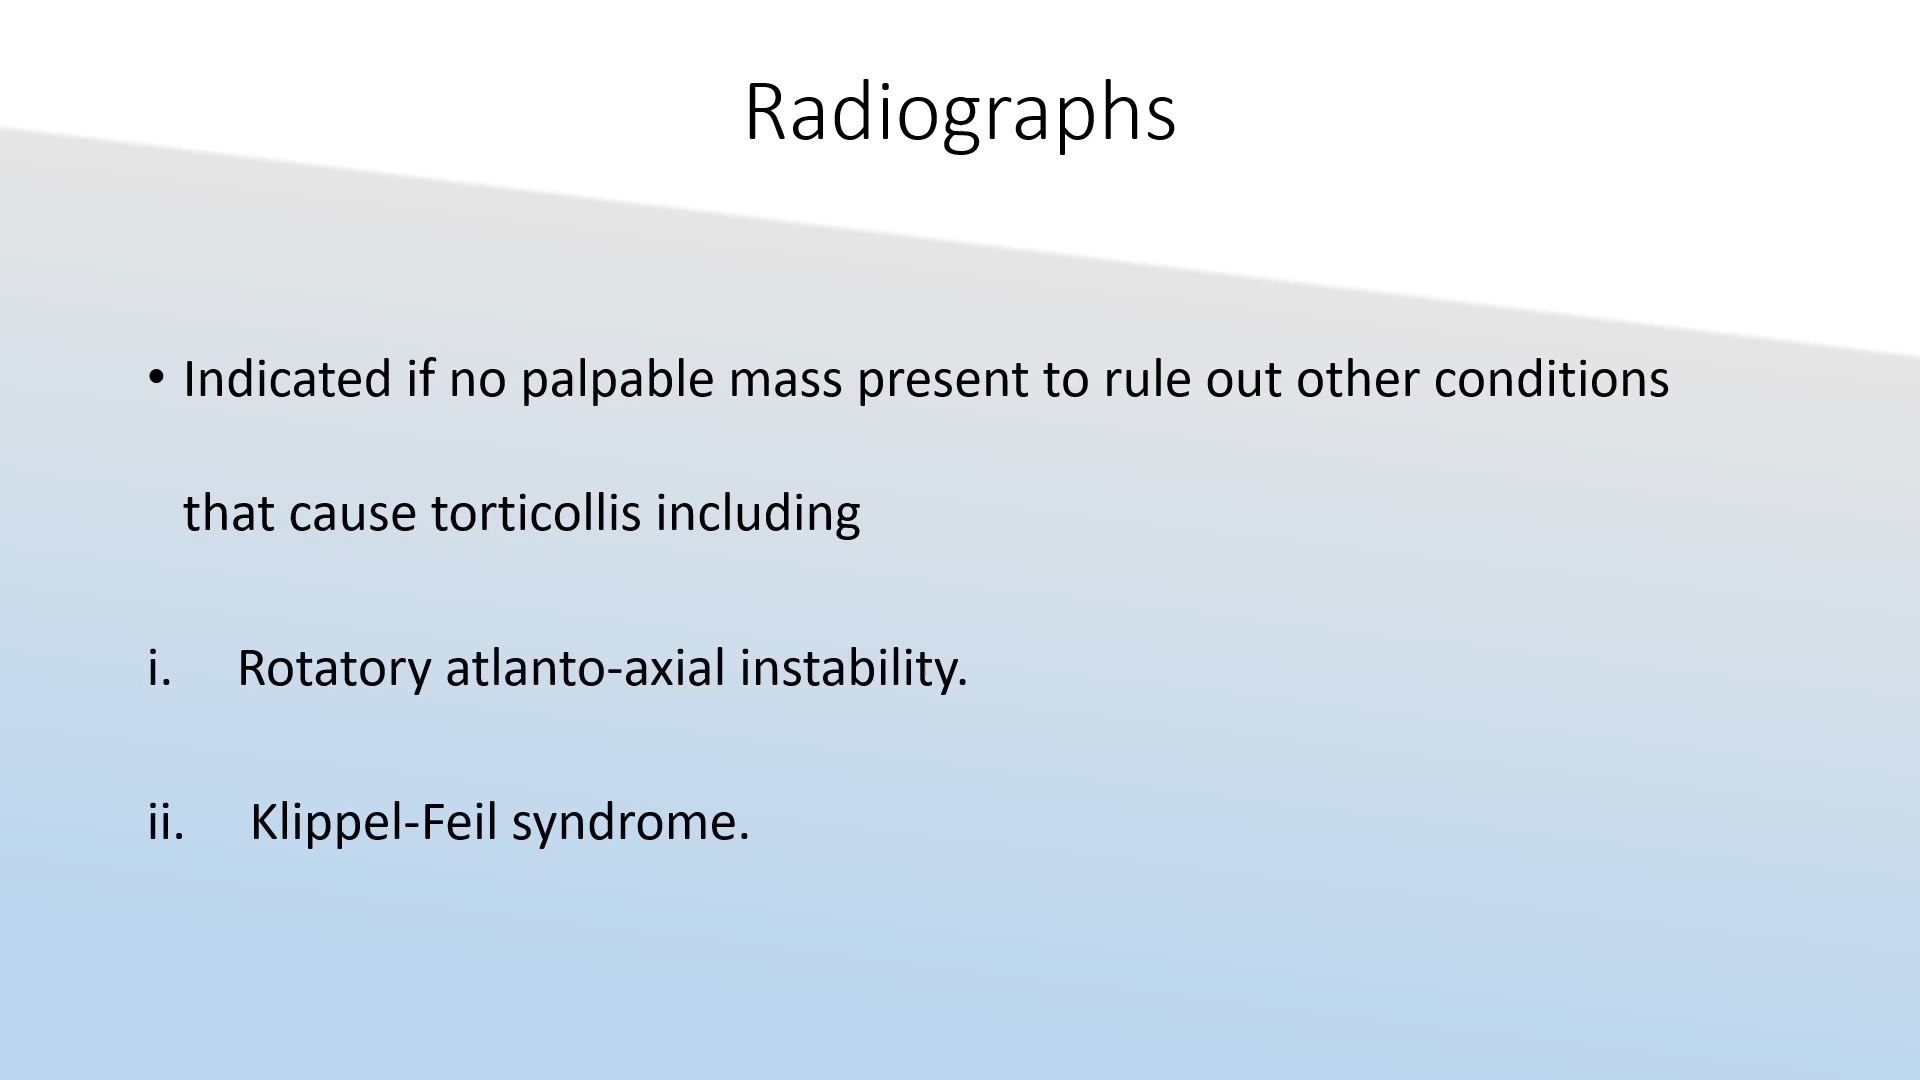 Radiographs
• Indicated if no palpable mass present to rule out other conditions
that cause torticollis including
i. Rotatory atlanto-axial instability.
ii. Klippel-Feil syndrome.